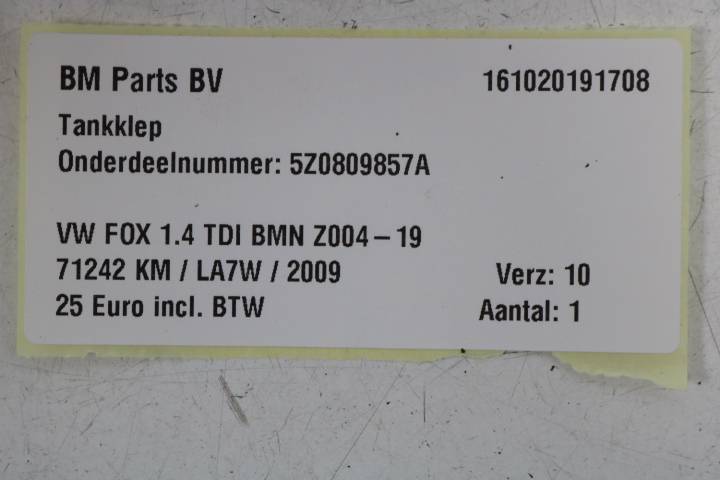 BM Parts BV 161020191708
Tankklep
Onderdeelnummer: 5Z0809857A
VW FOX 1.4 TDI BMN Z004-19
71242 KM / LA7W / 2009 Verz: 10
25 Euro incl. BTW Aantal: 1